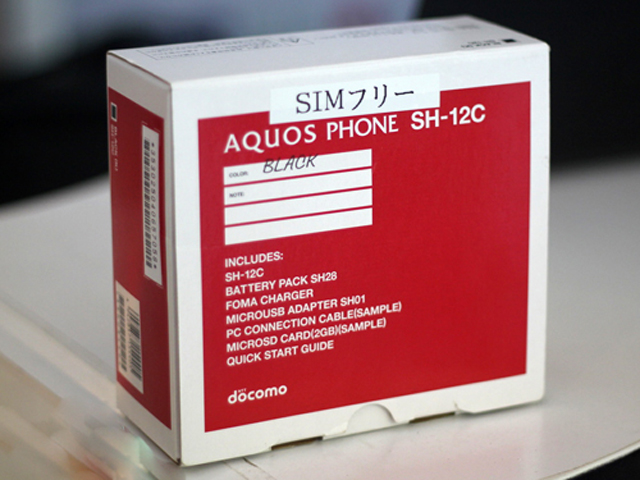 SIMフリー
AQUOS PHONE SH-12C
COLOR: BLACK
NOTE:
INCLUDES:
SH-12C
BATTERY PACK SH28
FOMA CHARGER
MICROUSB ADAPTER SH01
PC CONNECTION CABLE(SAMPLE)
MICROSD CARD(2GB)(SAMPLE)
QUICK START GUIDE
döcomo